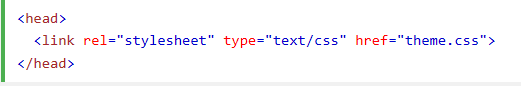 <head>
  <link rel="stylesheet" type="text/css" href="theme.css">
</head>